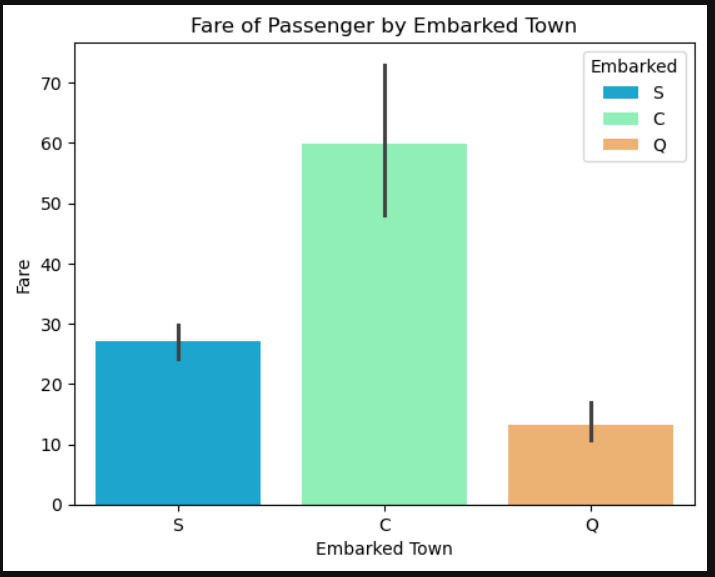 Fare of Passenger by Embarked Town
Embarked
S
C
Q
70
60
50
40
30
20
10
0
Fare
S C Q
Embarked Town